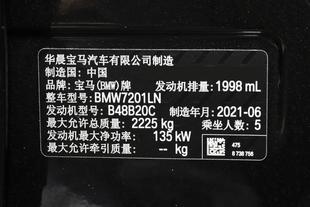 华晨宝马汽车有限公司制造
制造国: 中国
品牌: 宝马(BMW)牌 发动机排量: 1998 mL
整车型号: BMW7201LN
发动机型号: B48B20C 制造年月: 2021-06
最大允许总质量: 2225 kg 乘坐人数: 5
发动机最大净功率: 135 kW
最大允许牵引质量: -- kg
475
8 738 756